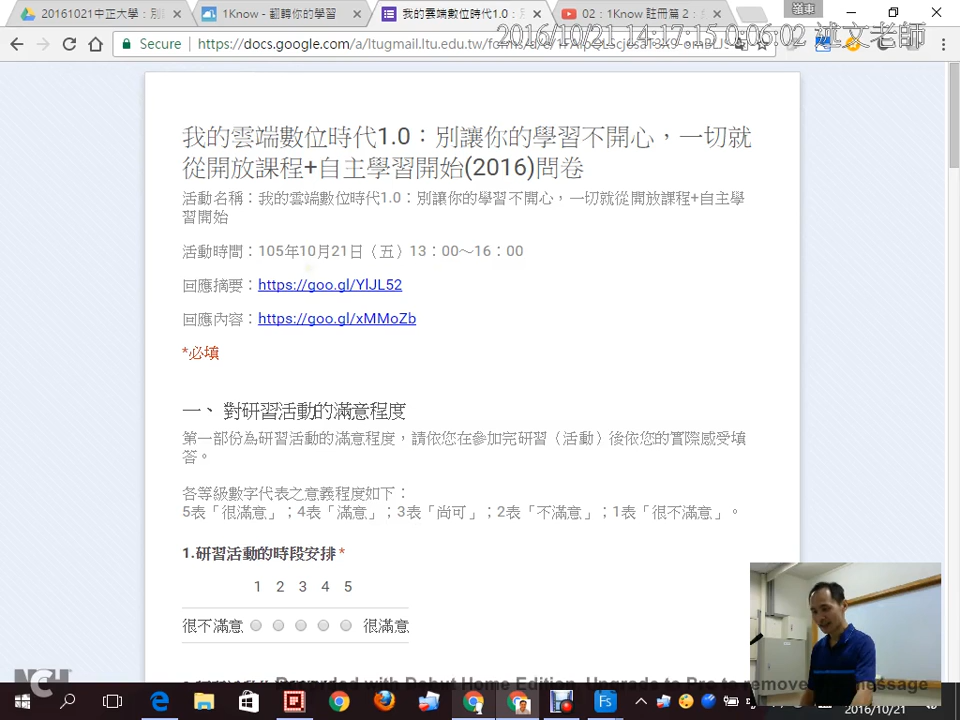 20161021中正大學：別
1Know - 翻轉你的學習
我的雲端數位時代1.0：
02：1Know 註冊篇 2：
Secure
https://docs.google.com/a/ltugmail.ltu.edu.tw/forms/d/e/
2016/10/21 14:17:15 0:06:02 述文老師
我的雲端數位時代1.0：別讓你的學習不開心，一切就
從開放課程+自主學習開始(2016)問卷
活動名稱：我的雲端數位時代1.0：別讓你的學習不開心，一切就從開放課程+自主學
習開始
活動時間：105年10月21日（五）13：00～16：00
回應摘要：https://goo.gl/YlJL52
回應內容：https://goo.gl/xMMoZb
*必填
一、 對研習活動的滿意程度
第一部份為研習活動的滿意程度，請依您在參加完研習（活動）後依您的實際感受填
答。
各等級數字代表之意義程度如下：
5表「很滿意」；4表「滿意」；3表「尚可」；2表「不滿意」；1表「很不滿意」。
1.研習活動的時段安排*
1 2 3 4 5
很不滿意 很滿意
NCH
Recorded with Debut Home Edition. Upgrade to Pro to remove message
2016/10/21